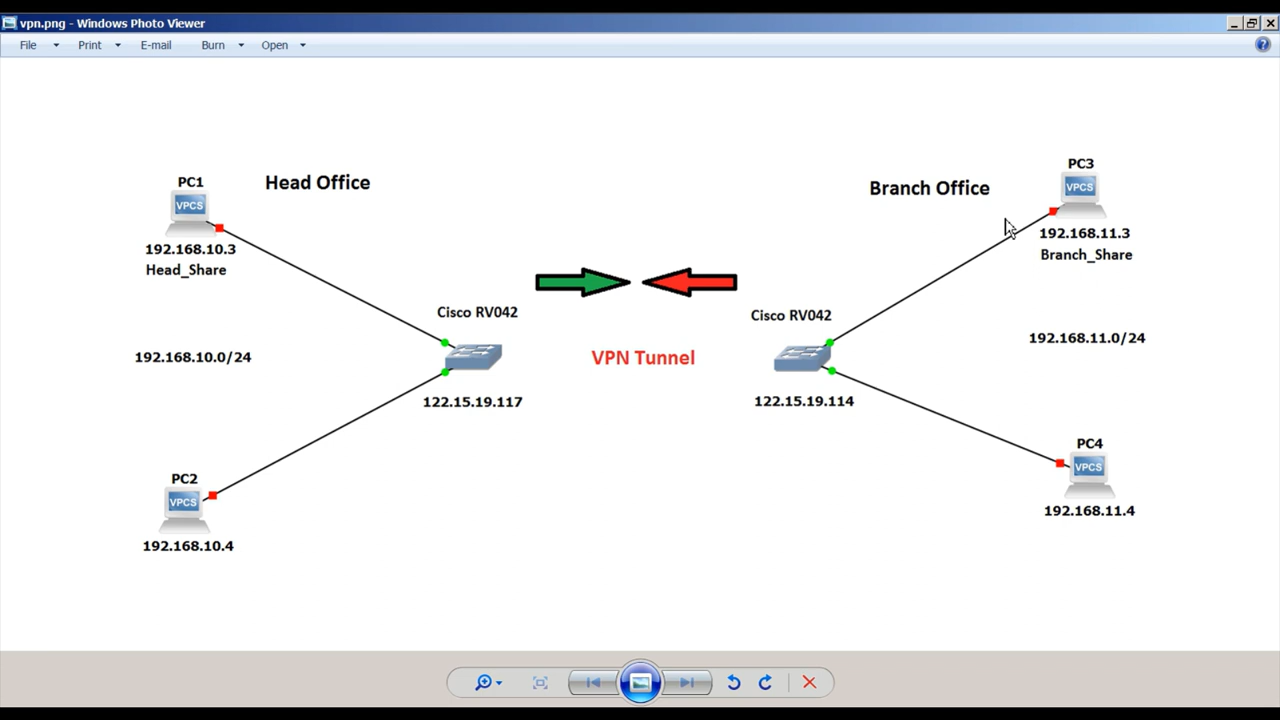 vpn.png - Windows Photo Viewer
File Print E-mail Burn Open
PC1
VPCS
192.168.10.3
Head_Share
Head Office
Branch Office
PC3
VPCS
192.168.11.3
Branch_Share
Cisco RV042
Cisco RV042
192.168.10.0/24
VPN Tunnel
192.168.11.0/24
122.15.19.117
122.15.19.114
PC2
VPCS
192.168.10.4
PC4
VPCS
192.168.11.4